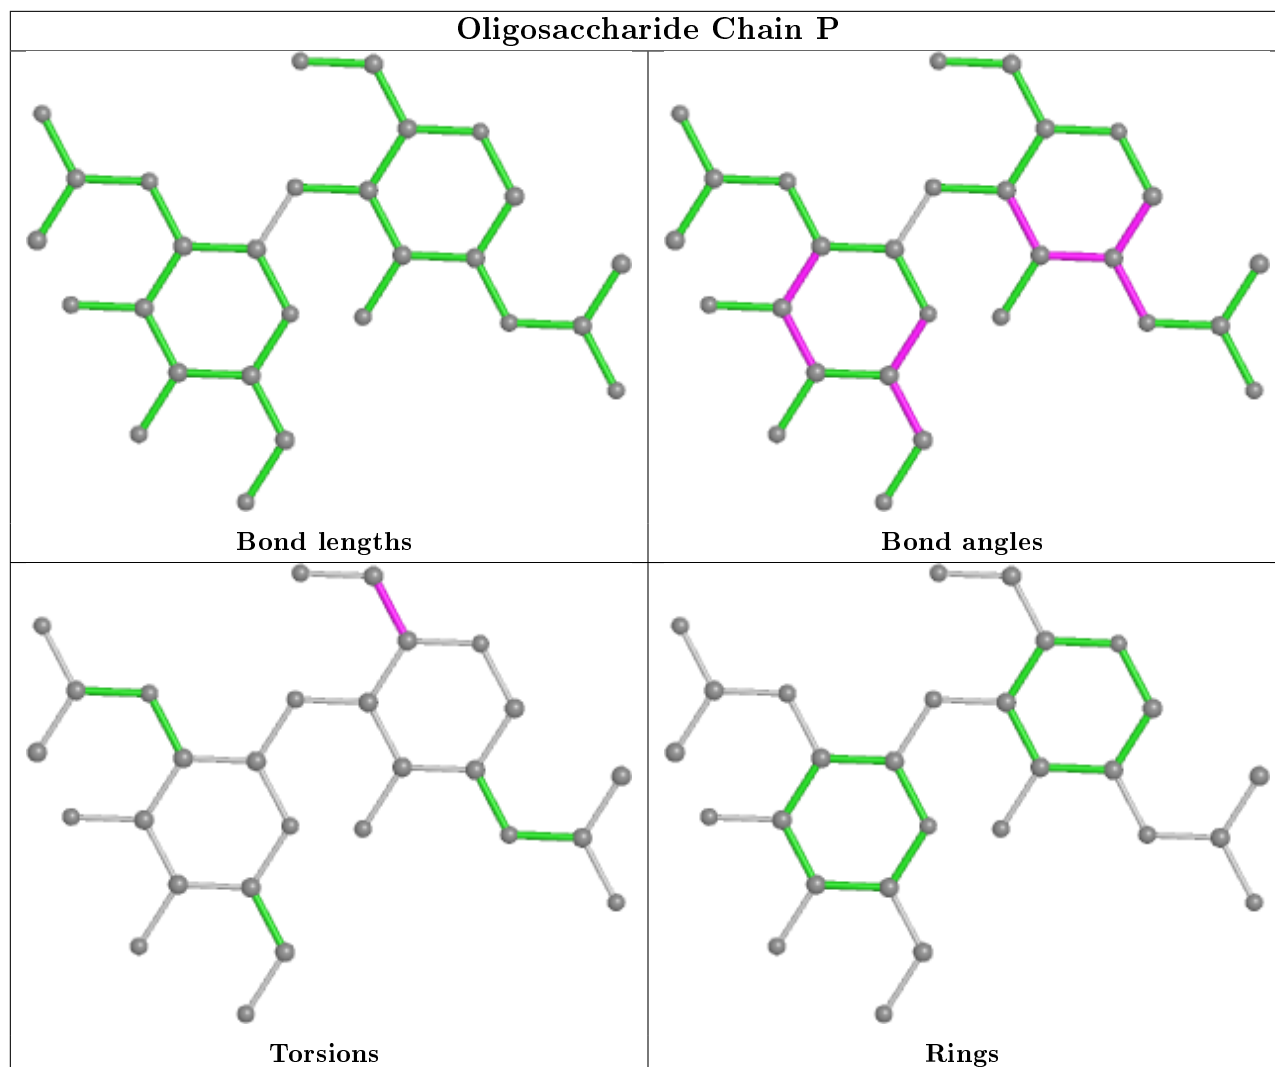 Oligosaccharide Chain P
Bond lengths
Bond angles
Torsions
Rings